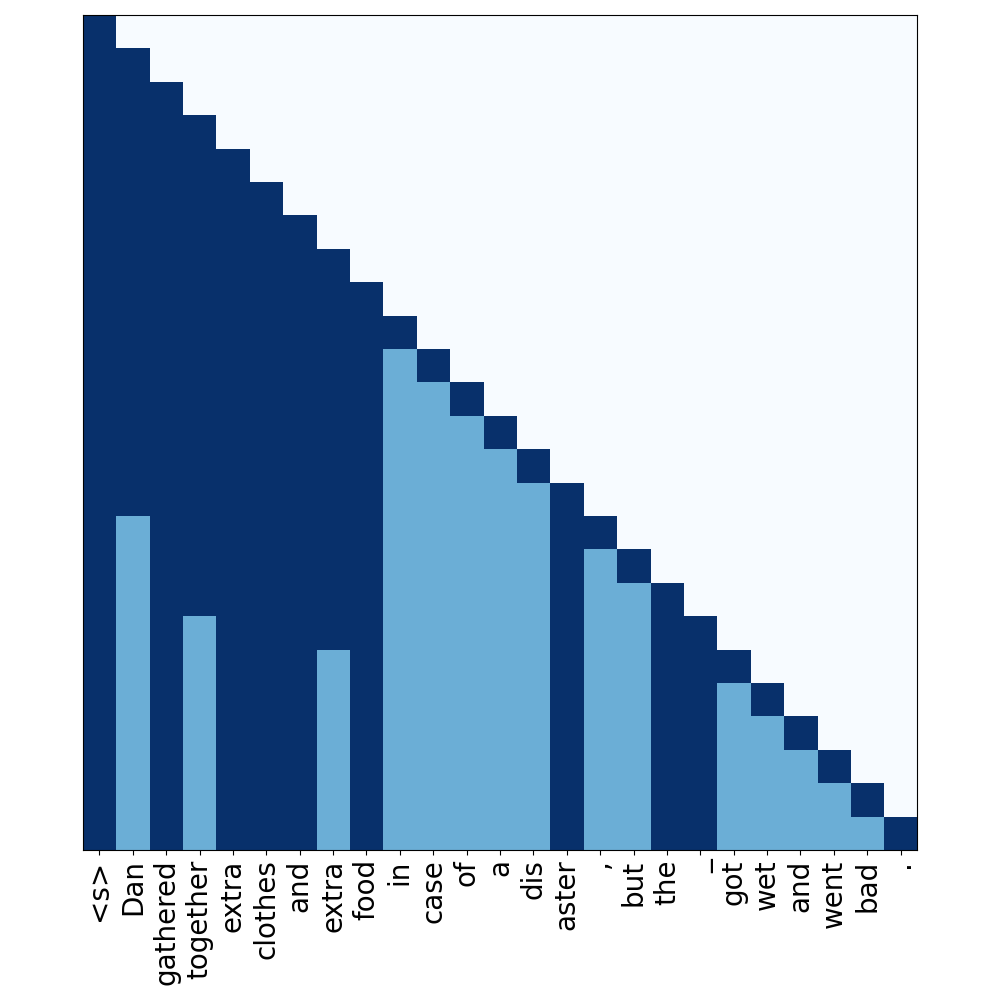 <s> Dan gathered together extra clothes and extra food in case of a dis aster , but the _ got wet and went bad .